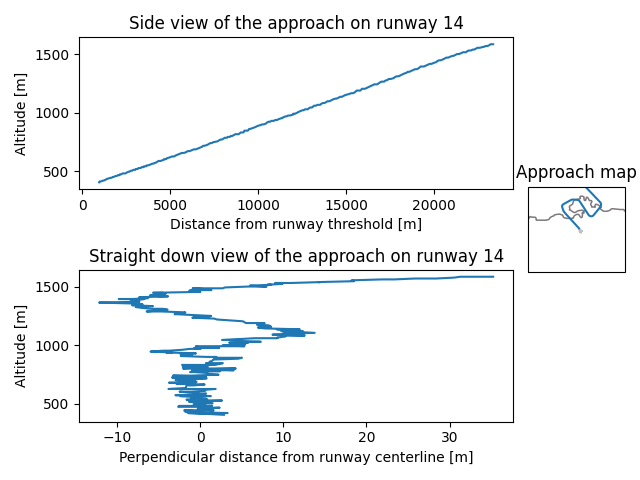 Side view of the approach on runway 14
Altitude [m]
1500
1000
500
0
5000
10000
15000
20000
Distance from runway threshold [m]
Approach map
Straight down view of the approach on runway 14
Altitude [m]
1500
1000
500
−10
−5
0
5
10
20
30
Perpendicular distance from runway centerline [m]